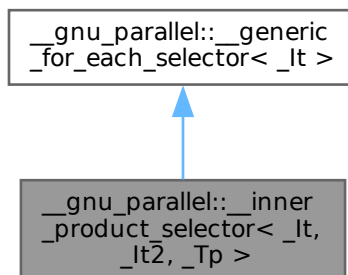 __gnu_parallel::__generic
_for_each_selector< _It >
__gnu_parallel::__inner
_product_selector< _It,
_It2, _Tp >